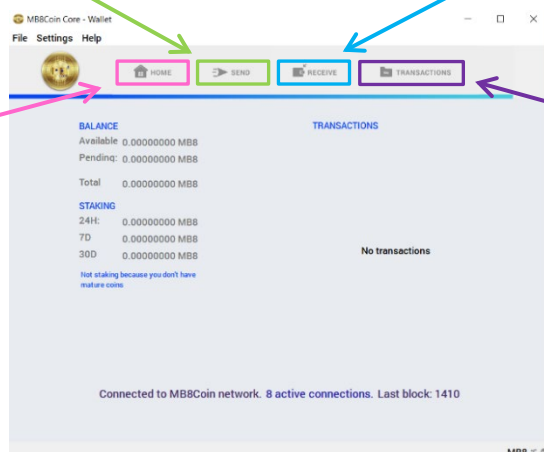 MB8Coin Core - Wallet
File Settings Help
HOME SEND RECEIVE TRANSACTIONS
BALANCE
Available 0.00000000 MB8
Pending: 0.00000000 MB8
Total 0.00000000 MB8
STAKING
24H: 0.00000000 MB8
7D 0.00000000 MB8
30D 0.00000000 MB8
Not staking because you don't have
mature coins
TRANSACTIONS
No transactions
Connected to MB8Coin network. 8 active connections. Last block: 1410
MB8